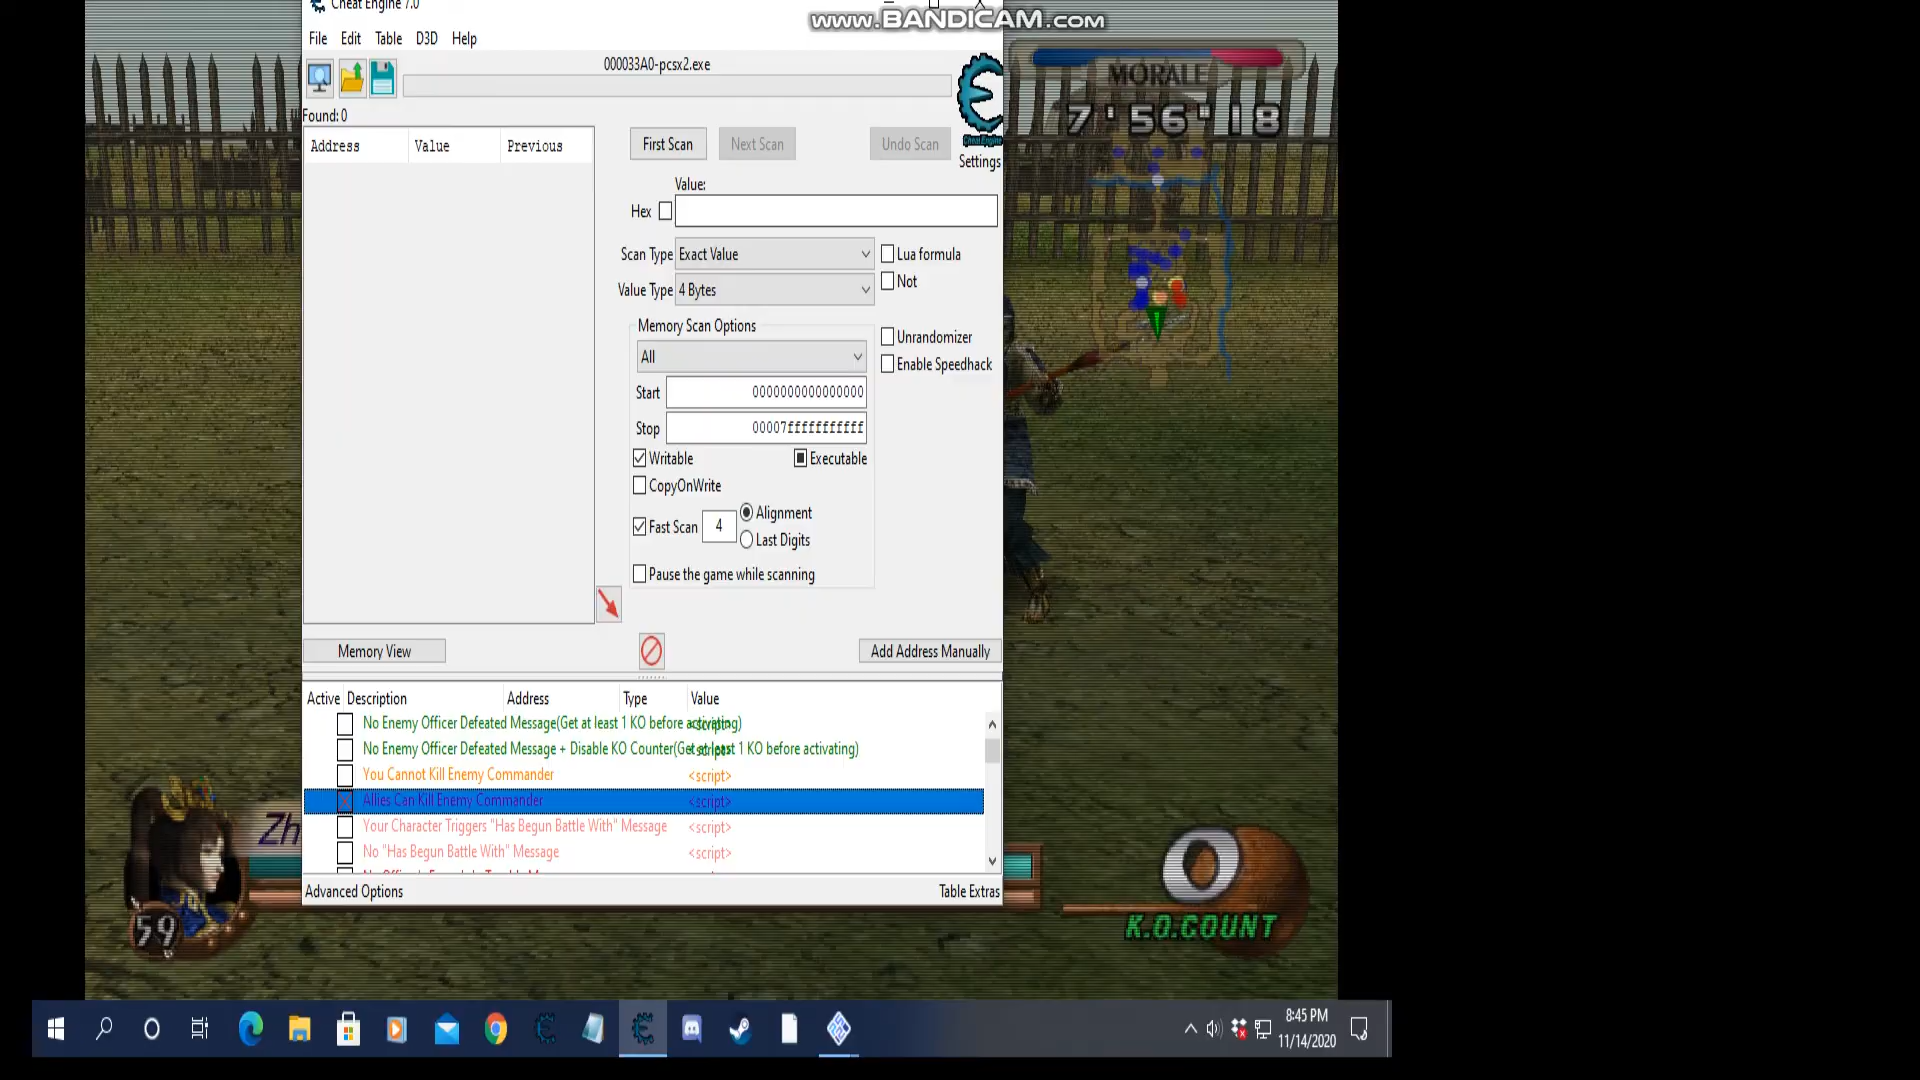 Cheat Engine 7.0
www.BANDICAM.com
File Edit Table D3D Help
000033A0-pcsx2.exe
MORALE
7'56"18
Found: 0
Address Value Previous
First Scan Next Scan Undo Scan
Cheat Engine
Settings
Value:
Hex
Scan Type Exact Value Lua formula
Not
Value Type 4 Bytes
Memory Scan Options
All
Unrandomizer
Enable Speedhack
Start 0000000000000000
Stop 00007fffffffffff
Writable Executable
CopyOnWrite
Fast Scan 4 Alignment
Last Digits
Pause the game while scanning
Memory View Add Address Manually
Active Description Address Type Value
No Enemy Officer Defeated Message(Get at least 1 KO before activating) <script>
No Enemy Officer Defeated Message + Disable KO Counter(Get at least 1 KO before activating) <script>
You Cannot Kill Enemy Commander <script>
Allies Can Kill Enemy Commander <script>
Your Character Triggers "Has Begun Battle With" Message <script>
No "Has Begun Battle With" Message <script>
Advanced Options Table Extras
Zh
59
0
K.O.COUNT
8:45 PM
11/14/2020